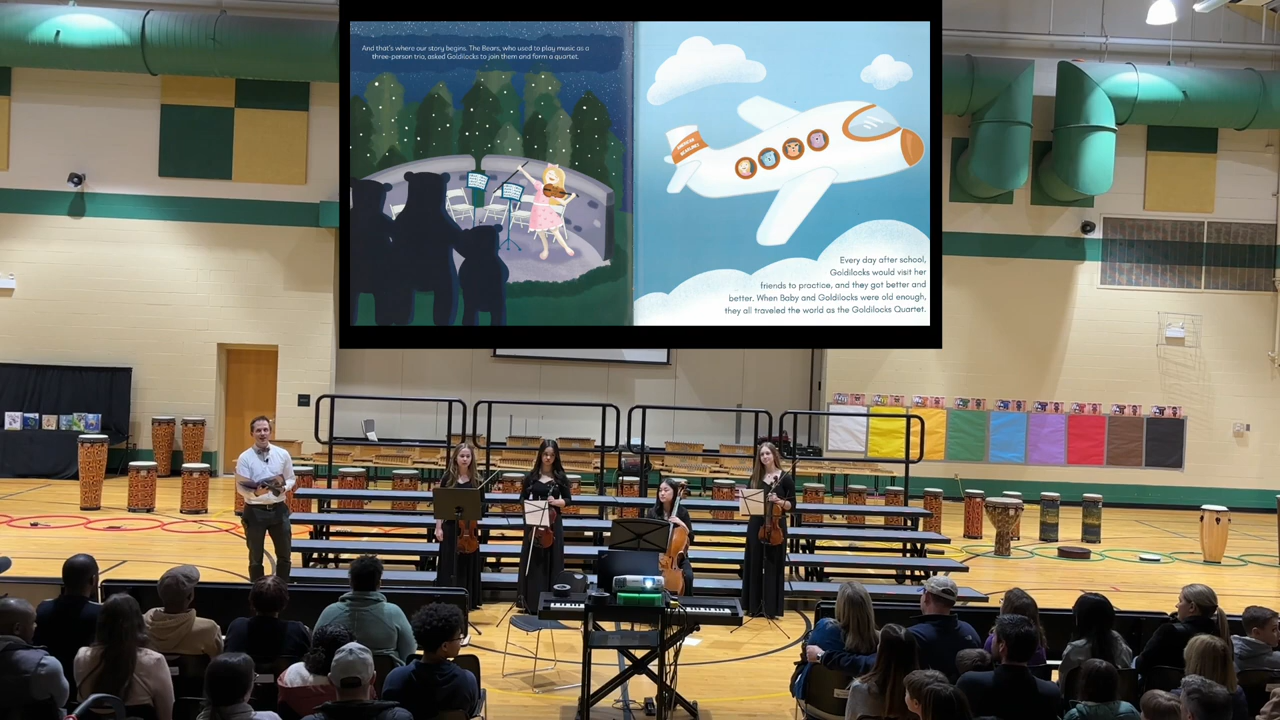 And that's where our story begins. The Bears, who used to play music as a
three-person trio, asked Goldilocks to join them and form a quartet.
Every day after school,
Goldilocks would visit her
friends to practice, and they got better and
better. When Baby and Goldilocks were old enough,
they all traveled the world as the Goldilocks Quartet.